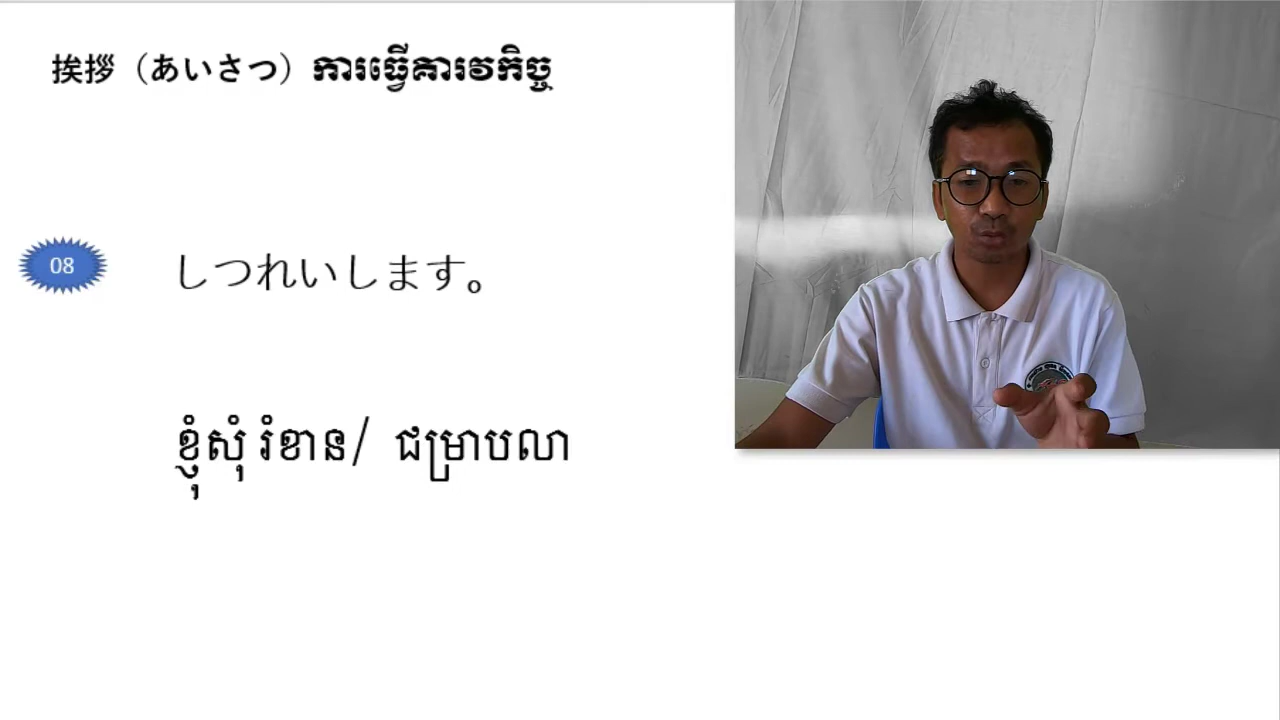 挨拶（あいさつ）ការធ្វើគារវកិច្ច
08
しつれいします。
ខ្ញុំសុំ រំខាន/ ជម្រាបលា